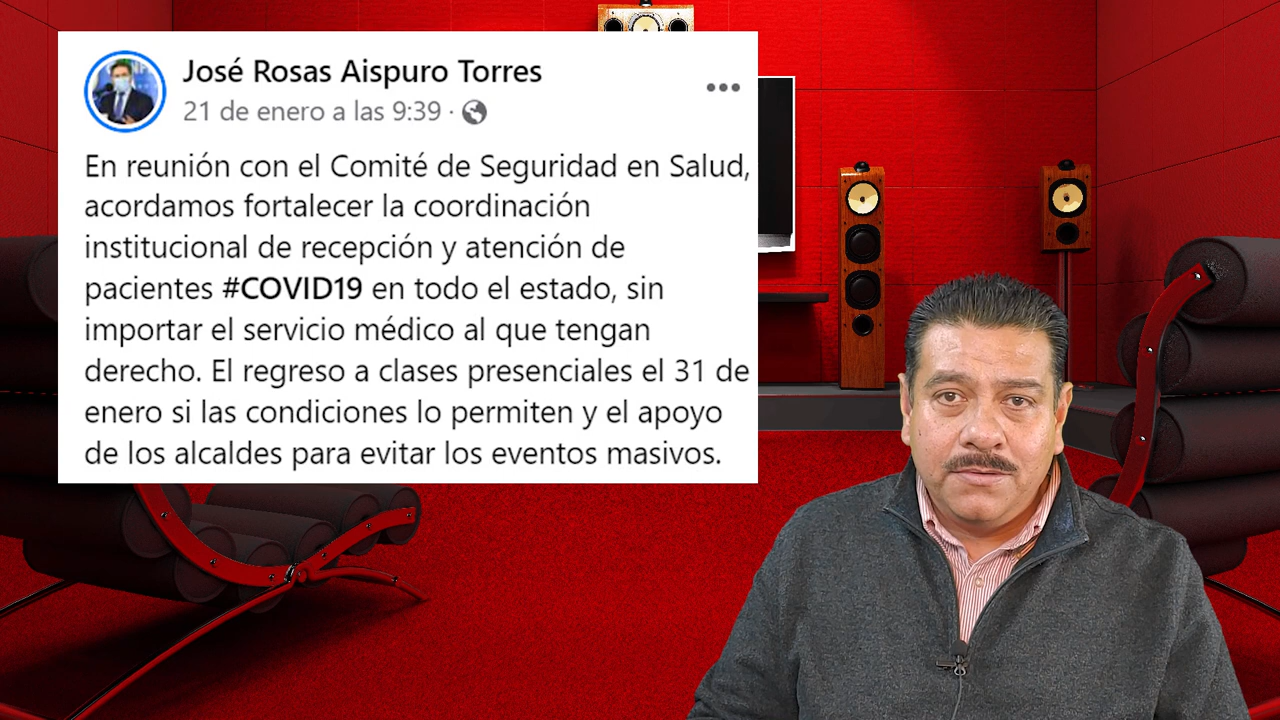 José Rosas Aispuro Torres
21 de enero a las 9:39 ·
En reunión con el Comité de Seguridad en Salud,
acordamos fortalecer la coordinación
institucional de recepción y atención de
pacientes #COVID19 en todo el estado, sin
importar el servicio médico al que tengan
derecho. El regreso a clases presenciales el 31 de
enero si las condiciones lo permiten y el apoyo
de los alcaldes para evitar los eventos masivos.